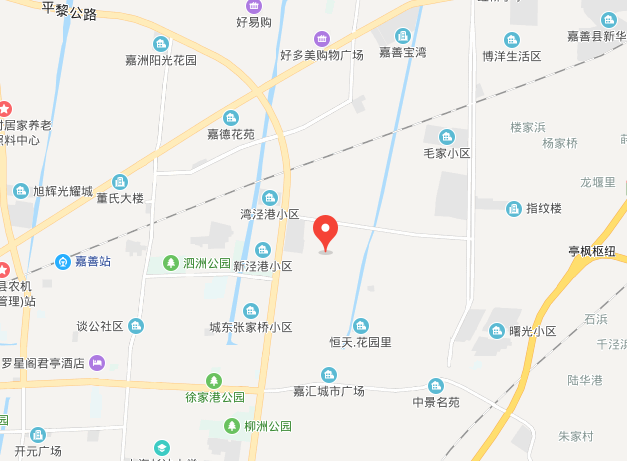 平黎公路
好易购
嘉善县新华
好多美购物广场
嘉善宝湾
博洋生活区
嘉洲阳光花园
居家养老
料中心
嘉德花苑
楼家浜
杨家桥
毛家小区
龙堰里
旭辉光耀城
董氏大楼
湾泾港小区
指纹楼
嘉善站
泗洲公园
新泾港小区
亭枫枢纽
县农机
管理)站
谈公社区
城东张家桥小区
恒天.花园里
曙光小区
石浜
千泾浜
罗星阁君亭酒店
徐家港公园
嘉汇城市广场
中景名苑
陆华港
园
柳洲公园
开元广场
朱家村